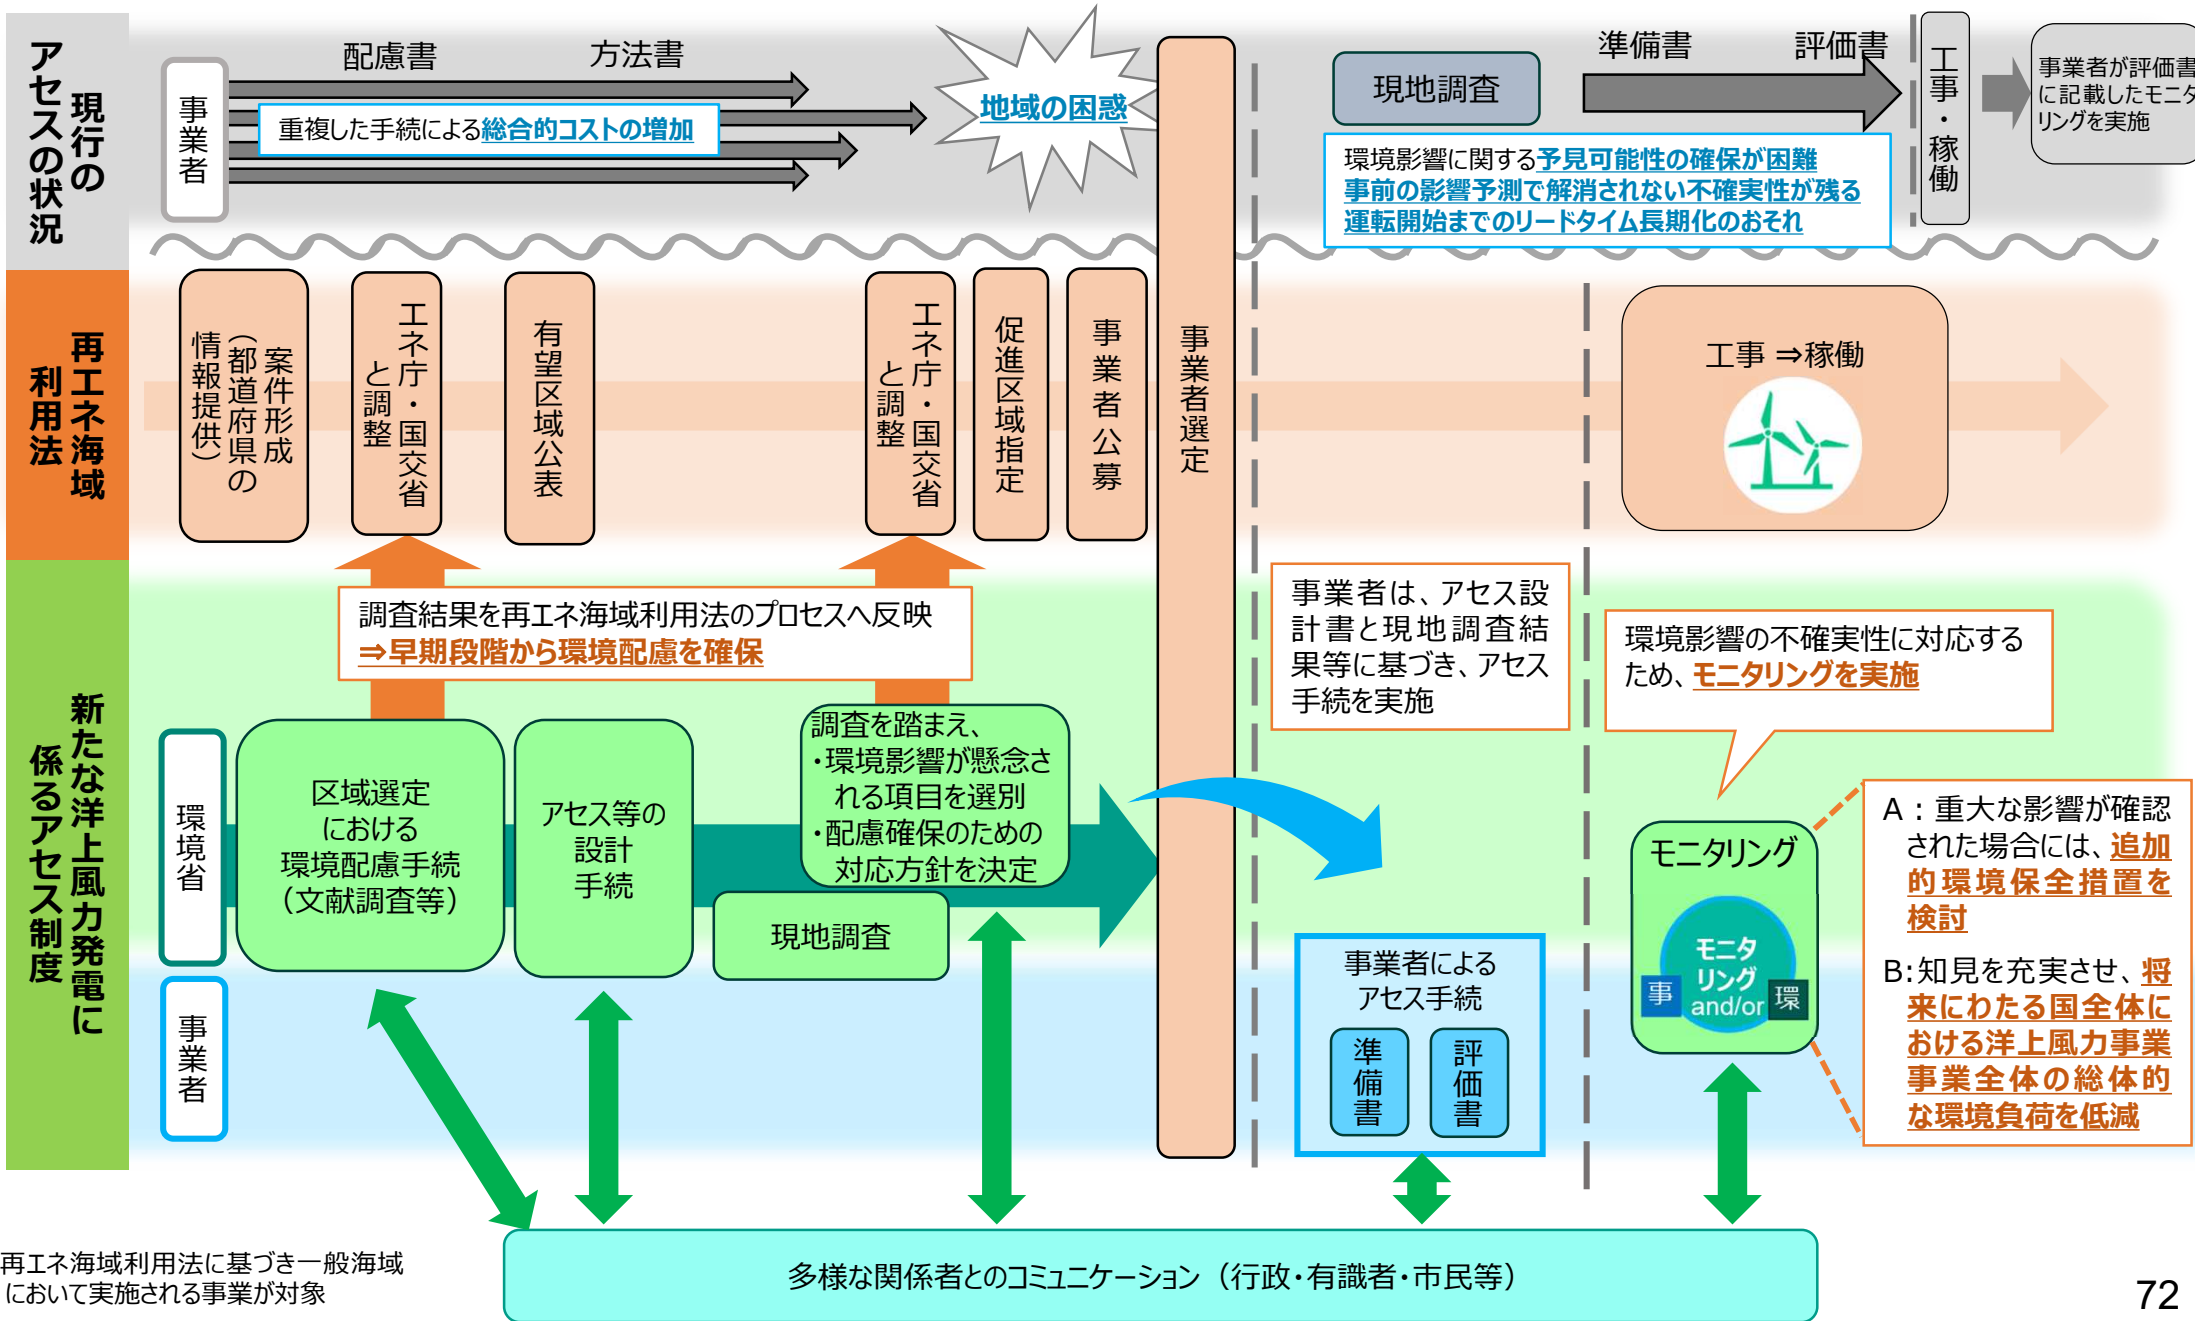 現行の
アセスの状況
事業者
配慮書
方法書
重複した手続による総合的コストの増加
地域の困惑
現地調査
準備書
評価書
環境影響に関する予見可能性の確保が困難
事前の影響予測で解消されない不確実性が残る
運転開始までのリードタイム長期化のおそれ
工事・稼働
事業者が評価書
に記載したモニタ
リングを実施
再エネ海域
利用法
案件形成
（都道府県の
情報提供）
エネ庁・国交省
と調整
有望区域公表
エネ庁・国交省
と調整
促進区域指定
事業者公募
事業者選定
工事 ⇒稼働
新たな洋上風力発電に
係るアセス制度
調査結果を再エネ海域利用法のプロセスへ反映
⇒早期段階から環境配慮を確保
環境省
区域選定
における
環境配慮手続
（文献調査等）
アセス等の
設計
手続
調査を踏まえ、
・環境影響が懸念さ
れる項目を選別
・配慮確保のための
対応方針を決定
現地調査
事業者は、アセス設
計書と現地調査結
果等に基づき、アセス
手続を実施
環境影響の不確実性に対応する
ため、モニタリングを実施
事業者
事業者による
アセス手続
準備書
評価書
モニタリング
モニタ
リング
and/or
事
環
A：重大な影響が確認
された場合には、追加
的環境保全措置を
検討
B:知見を充実させ、将
来にわたる国全体に
おける洋上風力事業
事業全体の総体的
な環境負荷を低減
多様な関係者とのコミュニケーション（行政・有識者・市民等）
再エネ海域利用法に基づき一般海域
において実施される事業が対象
72